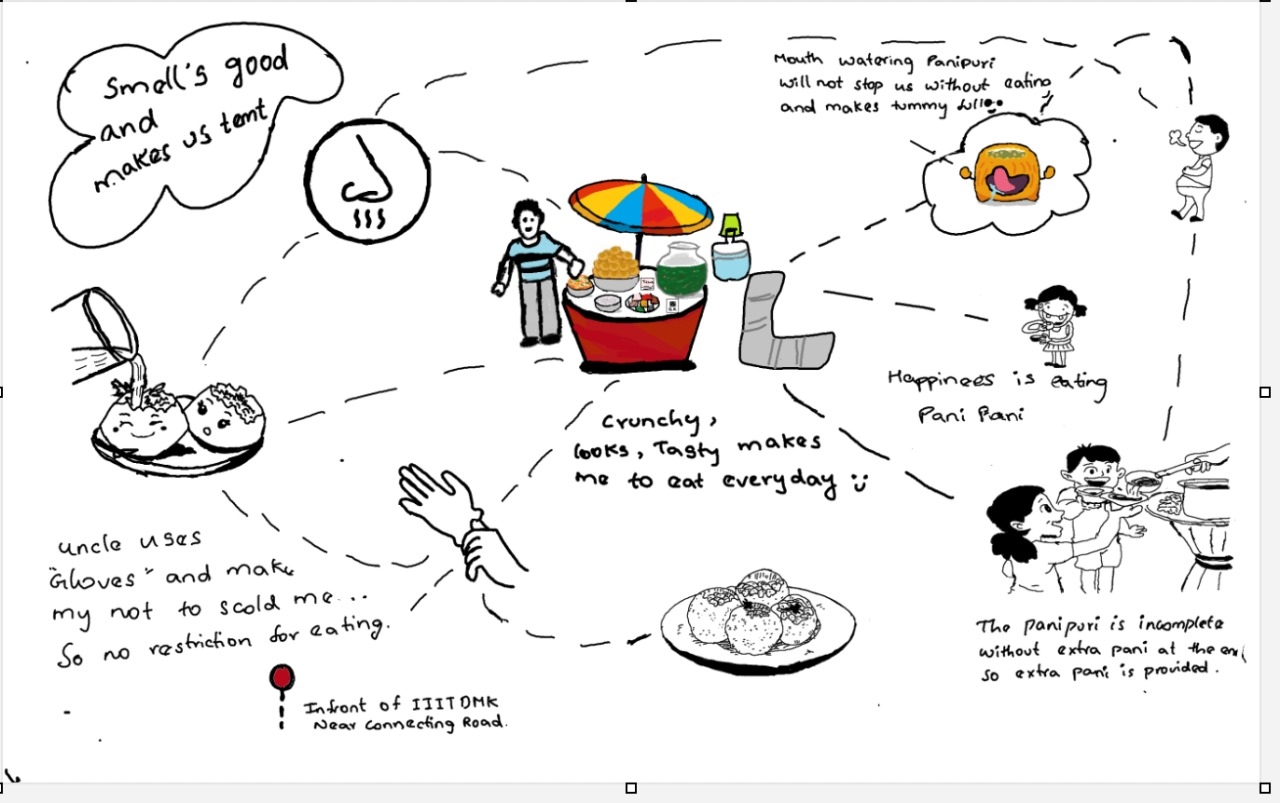 Smell's good
and
makes us temt
Mouth watering Panipuri
will not stop us without eating
and makes tummy full
Happinees is eating
Pani Pani
Crunchy,
looks, Tasty makes
me to eat everyday
uncle uses
"Gloves" and make
my not to scold me...
So no restriction for eating.
The panipuri is incomplete
without extra pani at the end
so extra pani is provided.
Infront of IIITDMK
Near Connecting Road.